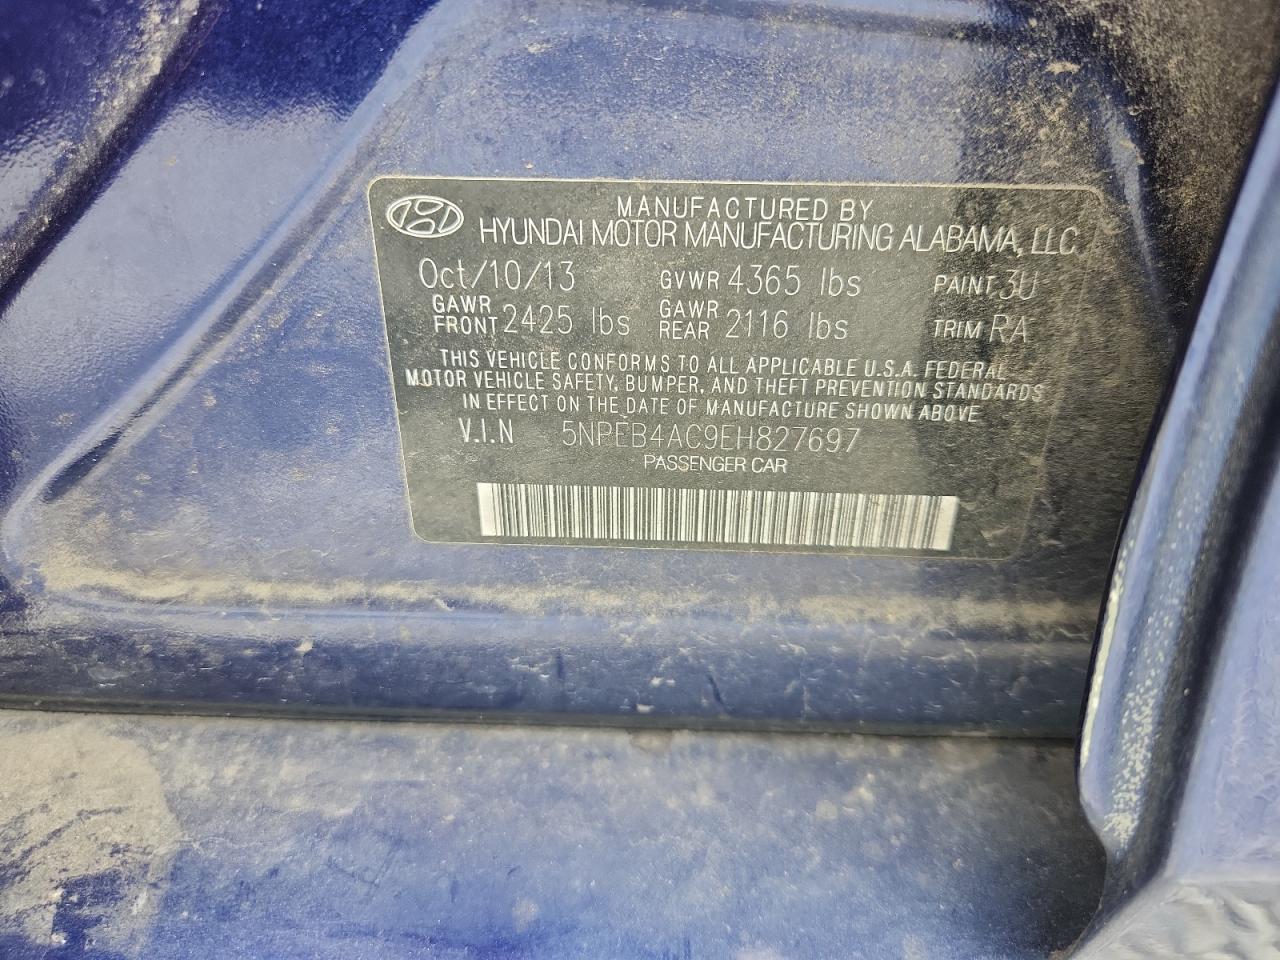 MANUFACTURED BY
HYUNDAI MOTOR MANUFACTURING ALABAMA, LLC
Oct/10/13 GVWR 4365 lbs PAINT 3U
GAWR FRONT 2425 lbs GAWR REAR 2116 lbs TRIM RA
THIS VEHICLE CONFORMS TO ALL APPLICABLE U.S.A. FEDERAL
MOTOR VEHICLE SAFETY, BUMPER, AND THEFT PREVENTION STANDARDS
IN EFFECT ON THE DATE OF MANUFACTURE SHOWN ABOVE
V.I.N 5NPEB4AC9EH827697
PASSENGER CAR